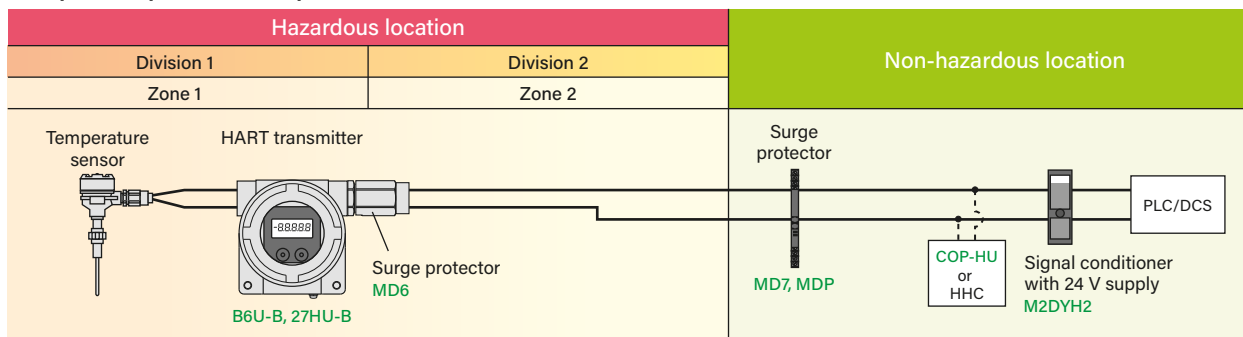 Hazardous location
Non-hazardous location
Division 1
Division 2
Zone 1
Zone 2
Temperature
sensor
HART transmitter
-88888
Surge protector
MD6
B6U-B, 27HU-B
Surge
protector
MD7, MDP
COP-HU
or
HHC
Signal conditioner
with 24 V supply
M2DYH2
PLC/DCS